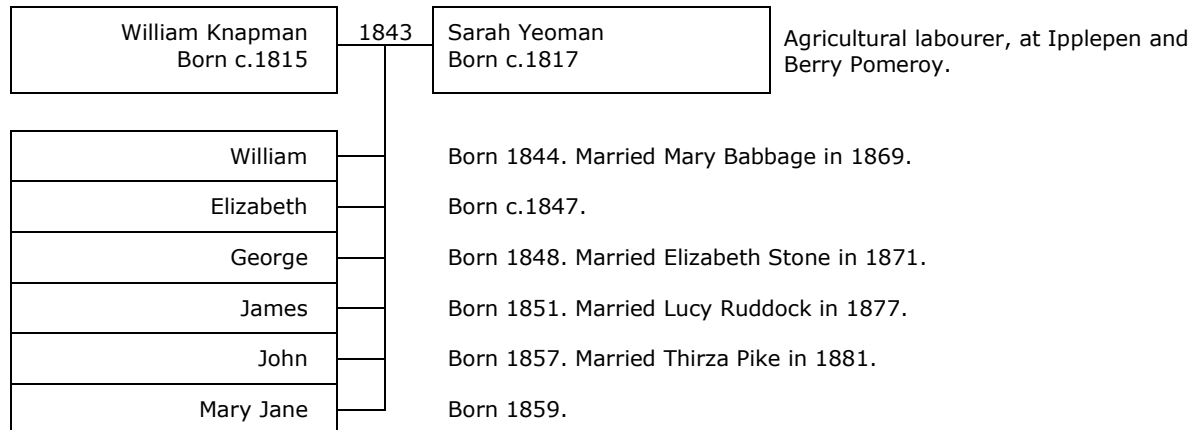 William Knapman
Born c.1815
1843
Sarah Yeoman
Born c.1817
Agricultural labourer, at Ipplepen and
Berry Pomeroy.
William
Born 1844. Married Mary Babbage in 1869.
Elizabeth
Born c.1847.
George
Born 1848. Married Elizabeth Stone in 1871.
James
Born 1851. Married Lucy Ruddock in 1877.
John
Born 1857. Married Thirza Pike in 1881.
Mary Jane
Born 1859.